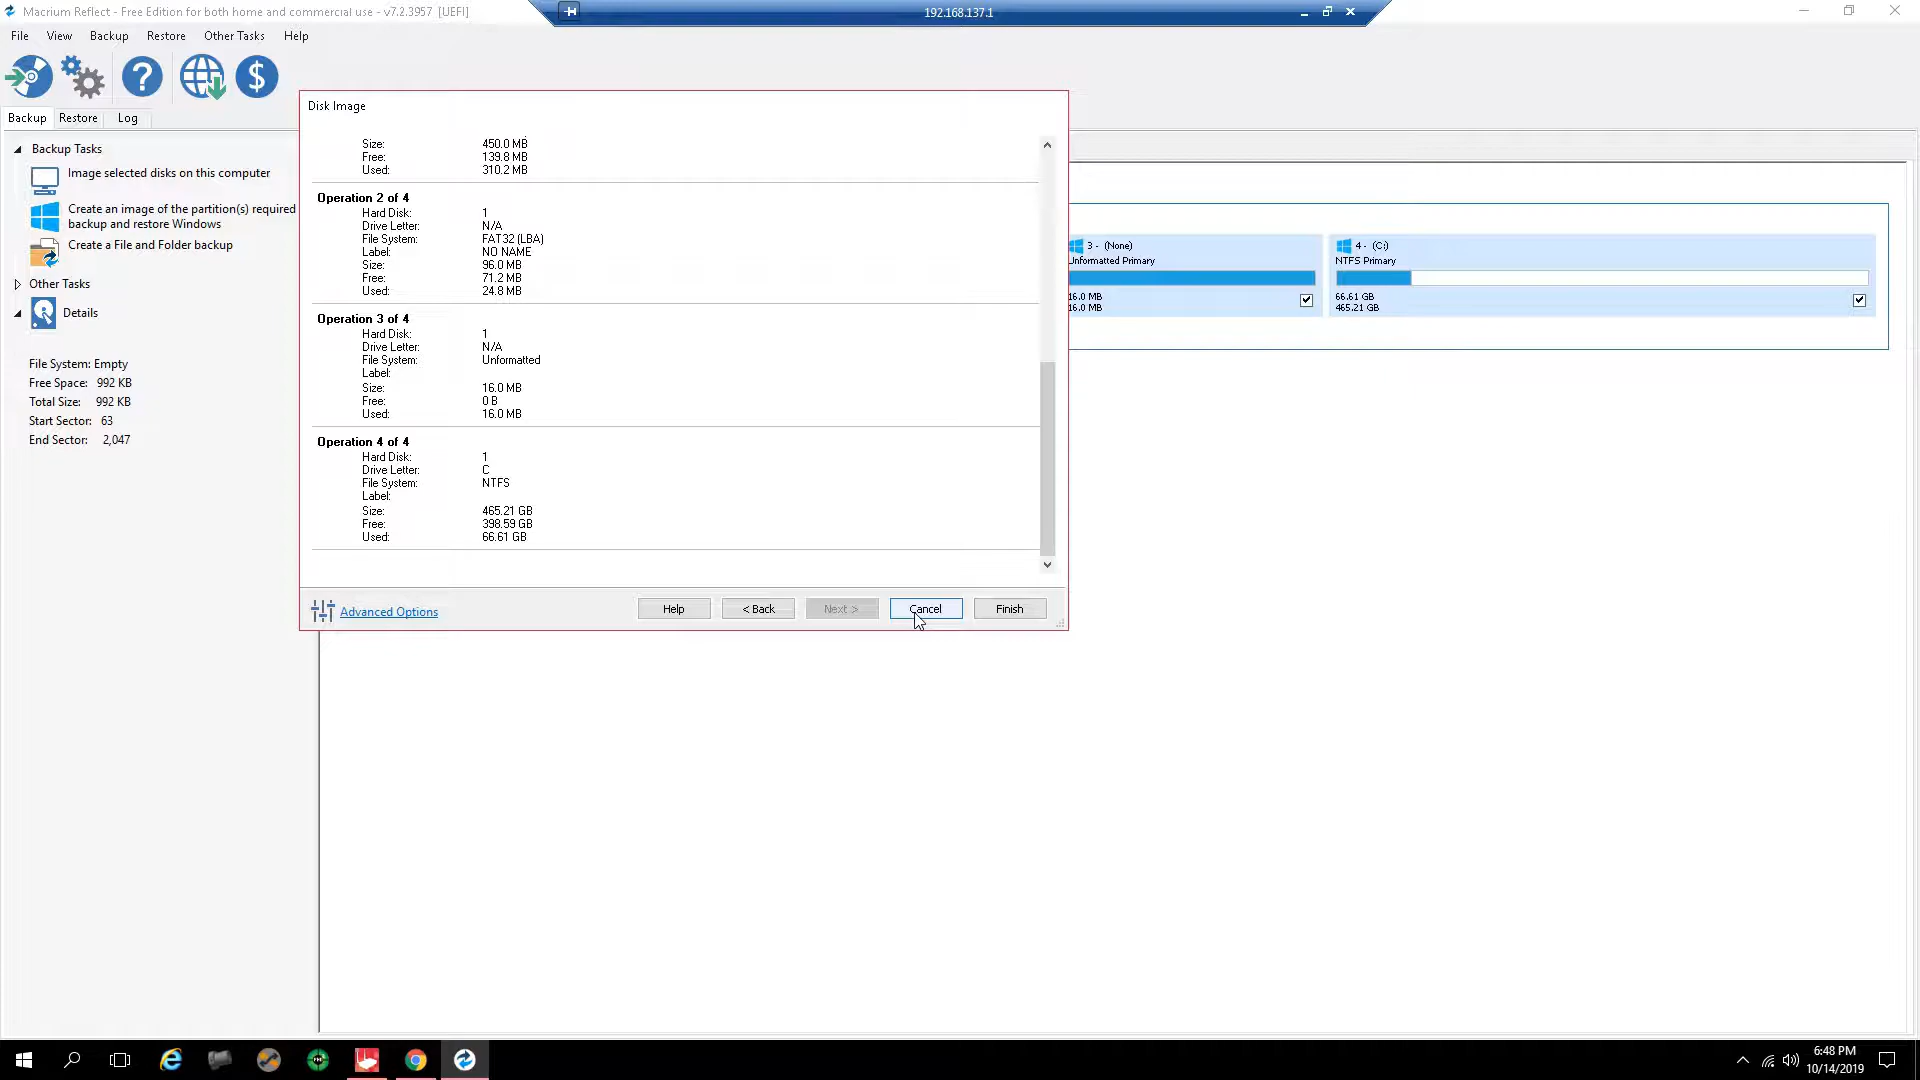 Macrium Reflect - Free Edition for both home and commercial use - v7.2.3957 [UEFI]
192.168.137.1
File View Backup Restore Other Tasks Help
Backup Restore Log
Disk Image
Backup Tasks
Image selected disks on this computer
Create an image of the partition(s) required
backup and restore Windows
Create a File and Folder backup
Other Tasks
Details
File System: Empty
Free Space: 992 KB
Total Size: 992 KB
Start Sector: 63
End Sector: 2,047
Size: 450.0 MB
Free: 139.8 MB
Used: 310.2 MB
Operation 2 of 4
Hard Disk: 1
Drive Letter: N/A
File System: FAT32 (LBA)
Label: NO NAME
Size: 96.0 MB
Free: 71.2 MB
Used: 24.8 MB
Operation 3 of 4
Hard Disk: 1
Drive Letter: N/A
File System: Unformatted
Label:
Size: 16.0 MB
Free: 0 B
Used: 16.0 MB
Operation 4 of 4
Hard Disk: 1
Drive Letter: C
File System: NTFS
Label:
Size: 465.21 GB
Free: 398.59 GB
Used: 66.61 GB
Advanced Options
Help
< Back
Next >
Cancel
Finish
3 - (None)
Unformatted Primary
16.0 MB
16.0 MB
4 - (C:)
NTFS Primary
66.61 GB
465.21 GB
6:48 PM
10/14/2019